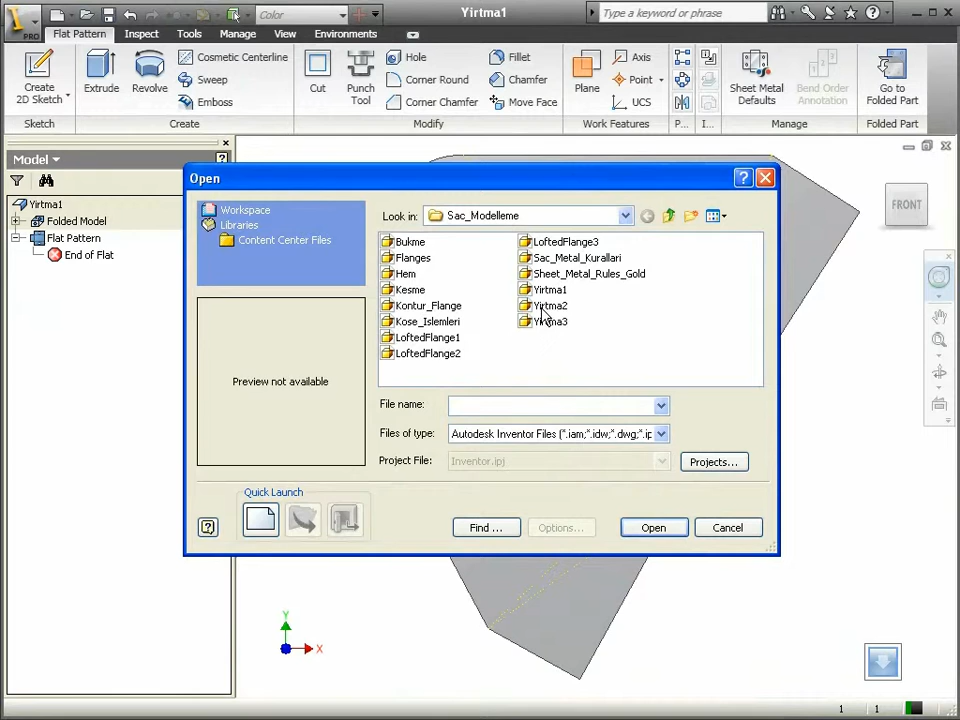 Color
Yirtma1
Type a keyword or phrase
PRO
Flat Pattern
Inspect
Tools
Manage
View
Environments
Create
2D Sketch
Extrude
Revolve
Cosmetic Centerline
Sweep
Emboss
Cut
Punch
Tool
Hole
Corner Round
Corner Chamfer
Fillet
Chamfer
Move Face
Plane
Axis
Point
UCS
Sheet Metal
Defaults
Bend Order
Annotation
Go to
Folded Part
Sketch
Create
Modify
Work Features
P...
I...
Manage
Folded Part
Model
Yirtma1
Folded Model
Flat Pattern
End of Flat
Open
Workspace
Libraries
Content Center Files
Look in:
Sac_Modelleme
Bukme
Flanges
Hem
Kesme
Kontur_Flange
Kose_Islemleri
LoftedFlange1
LoftedFlange2
LoftedFlange3
Sac_Metal_Kurallari
Sheet_Metal_Rules_Gold
Yirtma1
Yirtma2
Yirtma3
Preview not available
File name:
Files of type:
Autodesk Inventor Files (*.iam;*.idw;*.dwg;*.ip
Project File:
Inventor.ipj
Projects...
Quick Launch
Find ...
Options...
Open
Cancel
FRONT
Y
X
1
1